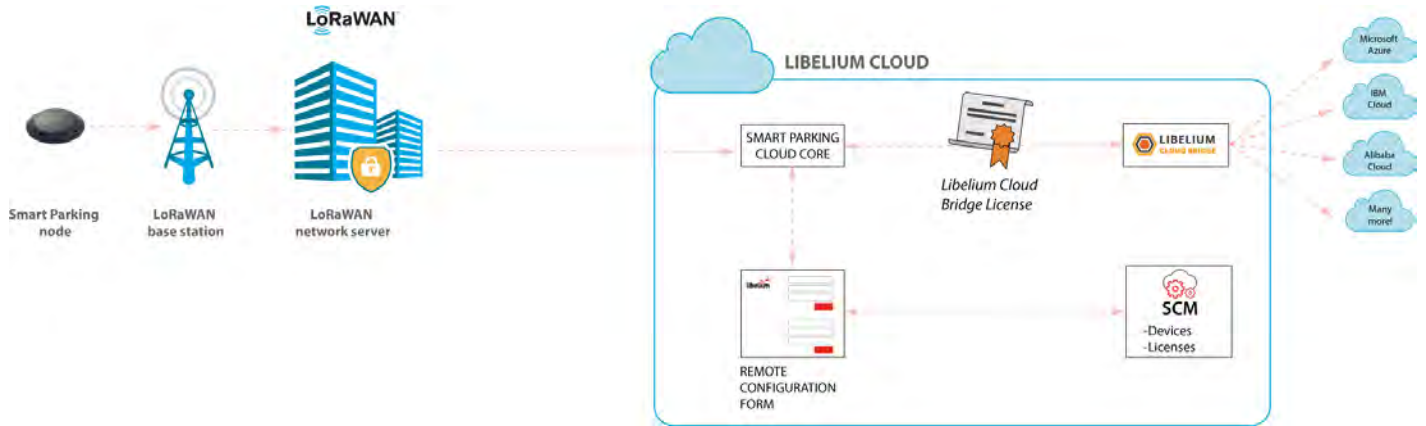 LoRaWAN
Smart Parking
node
LoRaWAN
base station
LoRaWAN
network server
LIBELIUM CLOUD
SMART PARKING
CLOUD CORE
Libelium Cloud
Bridge License
LIBELIUM
CLOUD BRIDGE
Microsoft
Azure
IBM
Cloud
Alibaba
Cloud
Many
more!
libelium
REMOTE
CONFIGURATION
FORM
SCM
-Devices
-Licenses